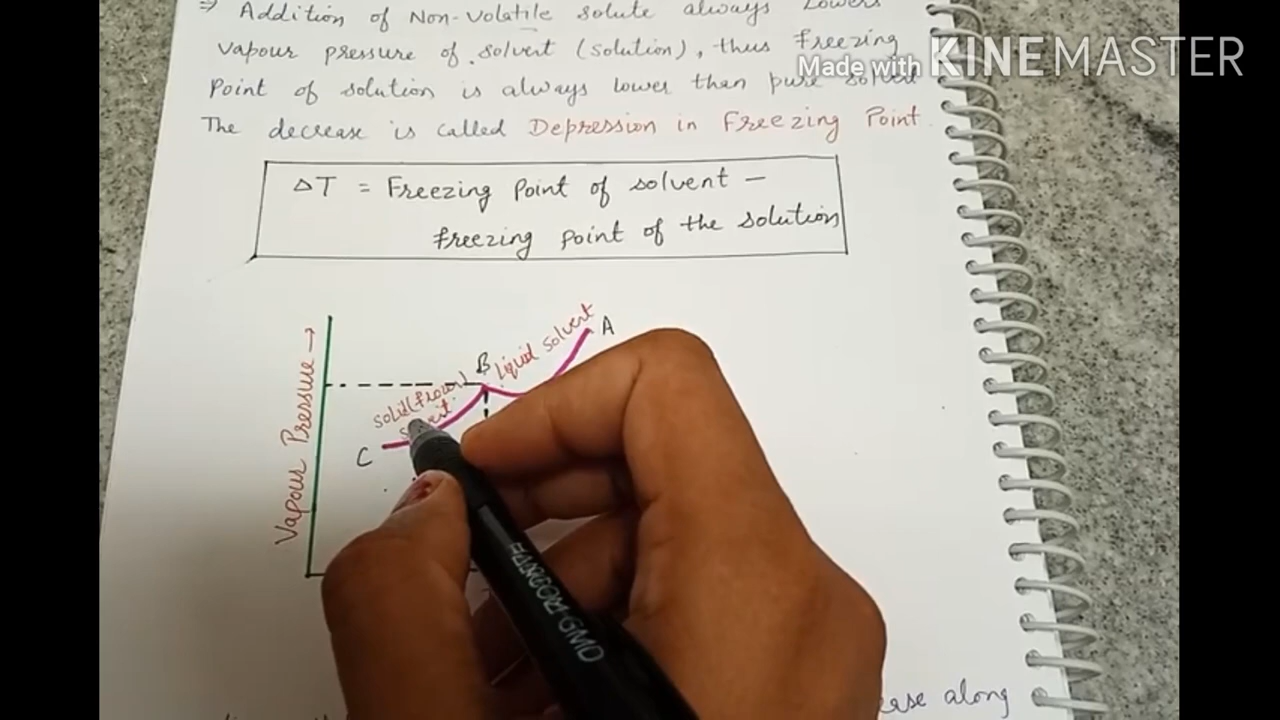 ⇒ Addition of Non-Volatile solute always Lowers
Vapour pressure of solvent (solution), thus freezing
Point of solution is always lower than pure solvent
The decrease is called Depression in Freezing Point
Made with KINEMASTER
ΔT = Freezing Point of solvent –
freezing point of the solution
Vapour Pressure →
A
Liquid solvent
B
solid (frozen)
C
along